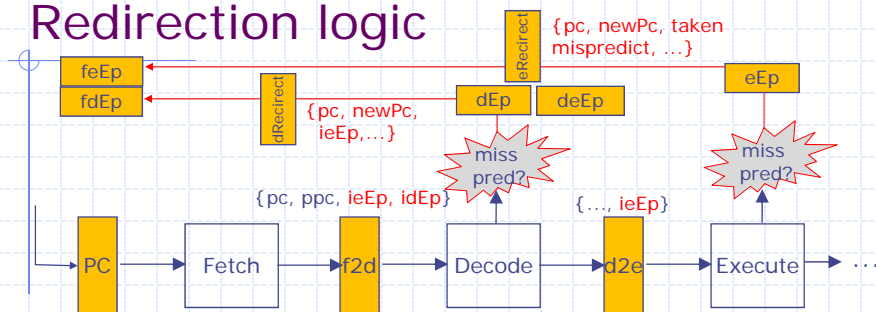 Redirection logic
{pc, newPc, taken
mispredict, ...}
eRecirect
feEp
fdEp
eEp
dRecirect
dEp
deEp
{pc, newPc,
ieEp,...}
miss
pred?
miss
pred?
{pc, ppc, ieEp, idEp}
{..., ieEp}
PC
Fetch
f2d
Decode
d2e
Execute
...